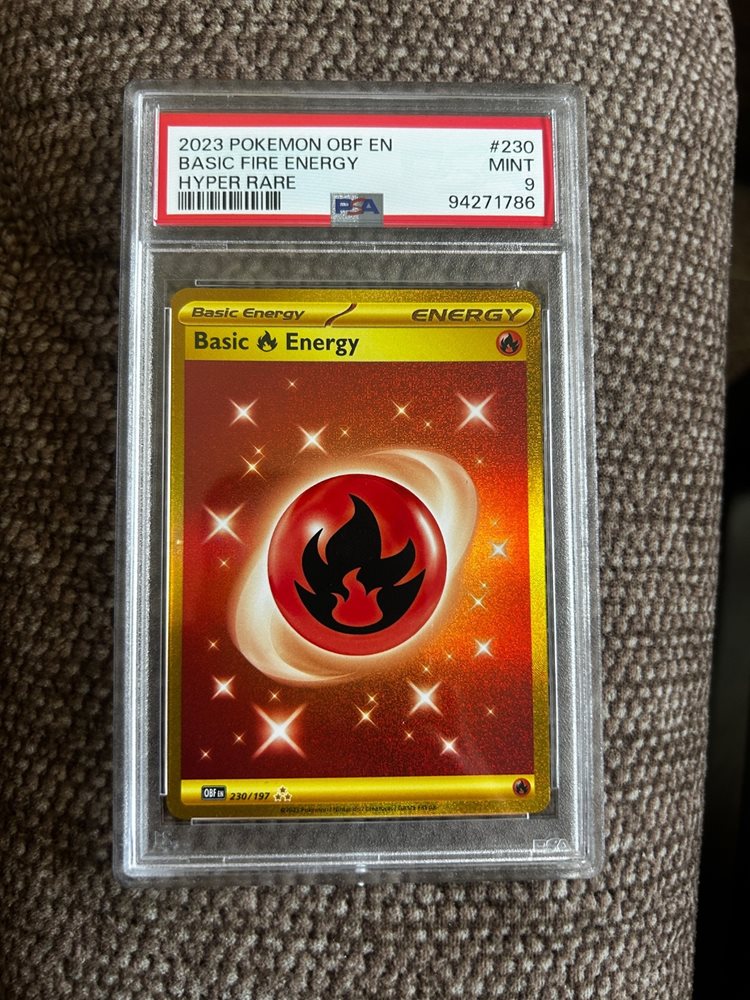 2023 POKEMON OBF EN #230
BASIC FIRE ENERGY MINT
HYPER RARE 9
PSA 94271786
Basic Energy ENERGY
Basic Energy
OBF EN 230/197
PSA